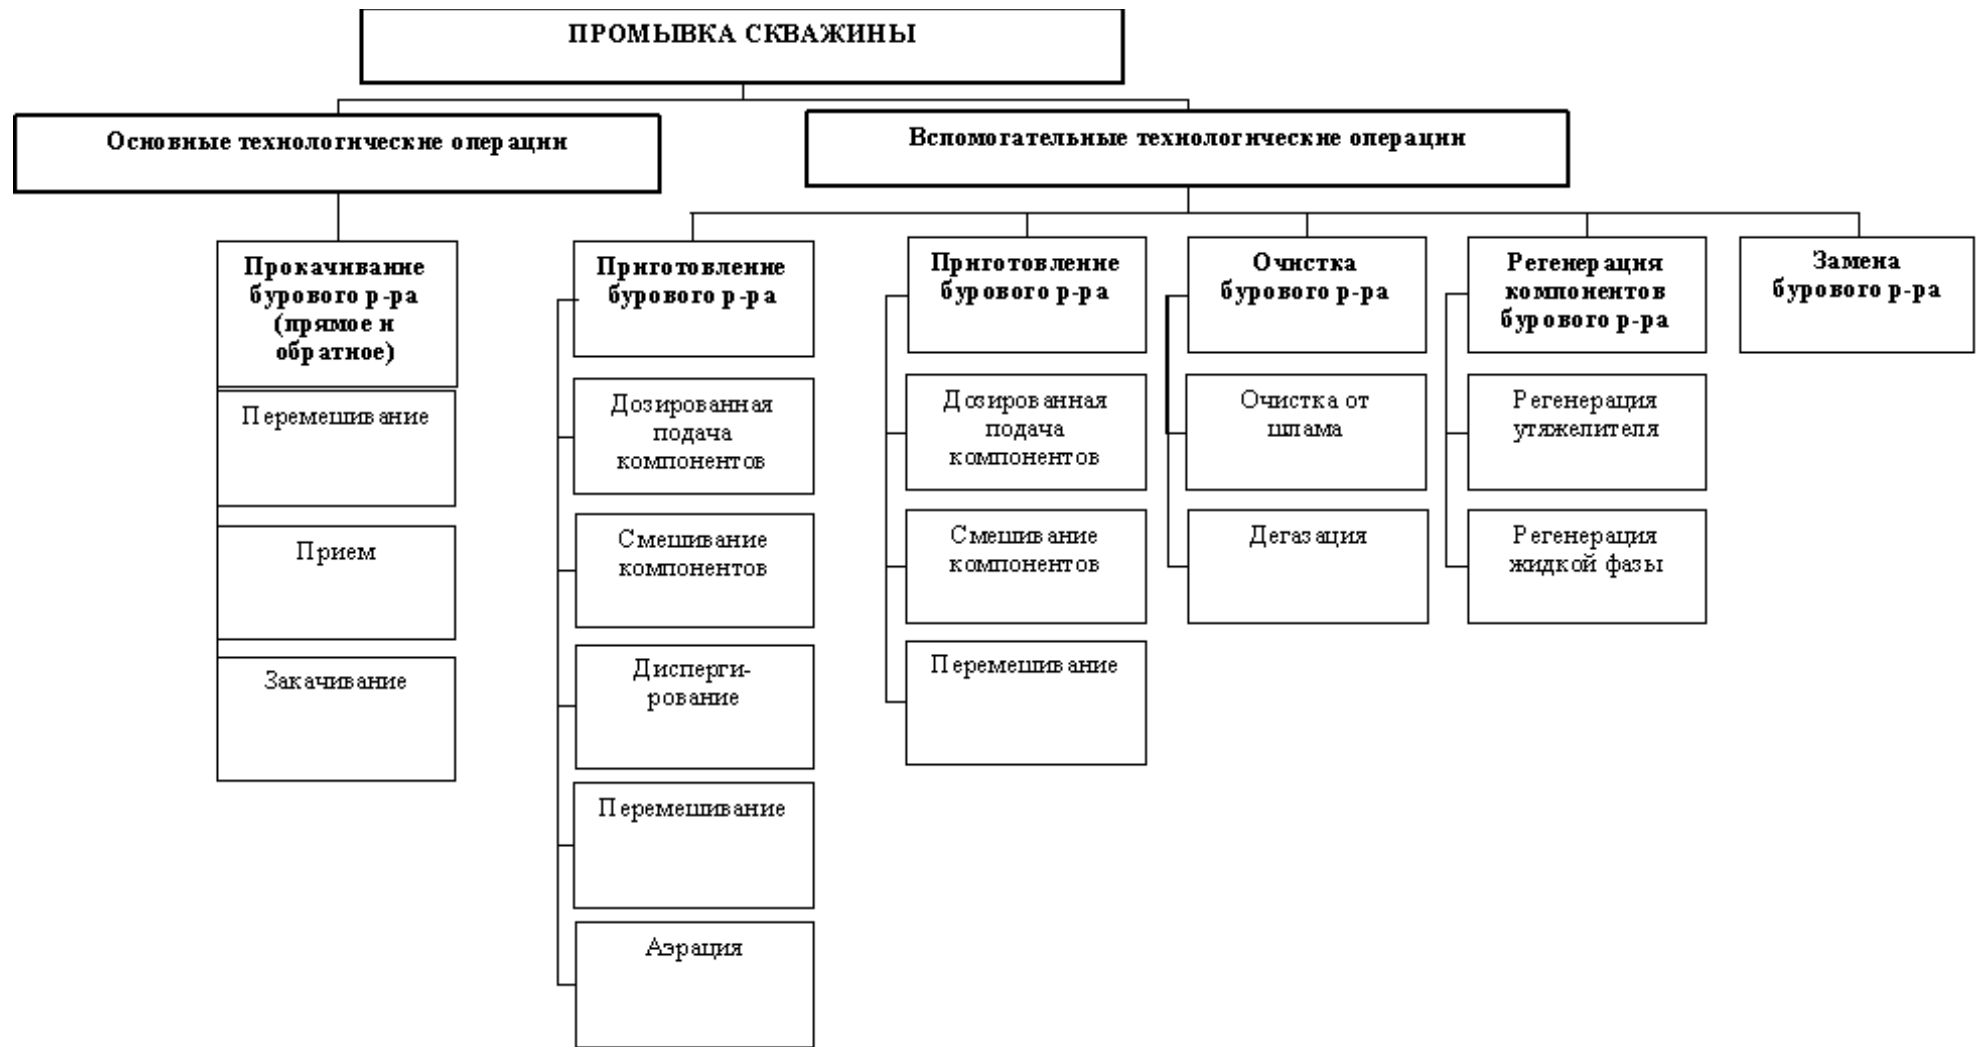 ПРОМЫВКА СКВАЖИНЫ
Основные технологические операции
Вспомогательные технологические операции
Прокачивание
бурового р-ра
(прямое и
обратное)
Перемешивание
Прием
Закачивание
Приготовление
бурового р-ра
Дозированная
подача
компонентов
Смешивание
компонентов
Дисперги-
рование
Перемешивание
Аэрация
Приготовление
бурового р-ра
Дозированная
подача
компонентов
Смешивание
компонентов
Перемешивание
Очистка
бурового р-ра
Очистка от
шлама
Дегазация
Регенерация
компонентов
бурового р-ра
Регенерация
утяжелителя
Регенерация
жидкой фазы
Замена
бурового р-ра